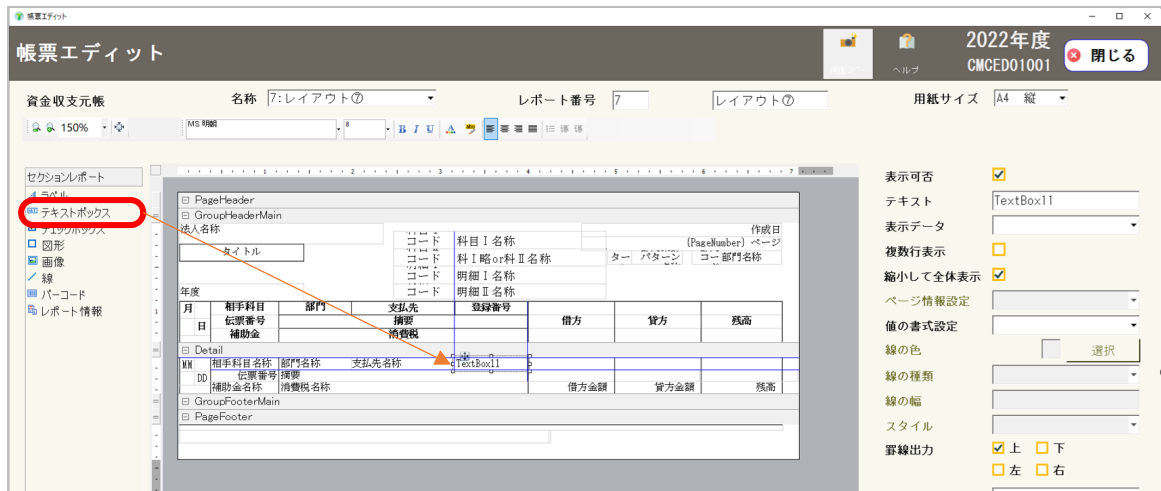 帳票エディット
帳票エディット
ヘルプ
2022年度
CMCED01001
閉じる
資金収支元帳
名称 7:レイアウト⑦
レポート番号 7 レイアウト⑦
用紙サイズ A4 縦
150%
MS 明朝 8 B I U
セクションレポート
ラベル
テキストボックス
チェックボックス
図形
画像
線
バーコード
レポート情報
1 2 3 4 5 6 7
PageHeader
GroupHeaderMain
法人名称 作成日
コード 科目Ⅰ名称 {PageNumber} ページ
タイトル
コード 科Ⅰ略or科Ⅱ名称 ター パターン コー 部門名称
コード 明細Ⅰ名称
年度 コード 明細Ⅱ名称
月 相手科目 部門 支払先 登録番号
日 伝票番号 摘要 借方 貸方 残高
補助金 消費税
Detail
MM 相手科目名称 部門名称 支払先名称 TextBox11
DD 伝票番号 摘要
補助金名称 消費税名称 借方金額 貸方金額 残高
GroupFooterMain
PageFooter
表示可否
テキスト TextBox11
表示データ
複数行表示
縮小して全体表示
ページ情報設定
値の書式設定
線の色 選択
線の種類
線の幅
スタイル
罫線出力 上 下
左 右